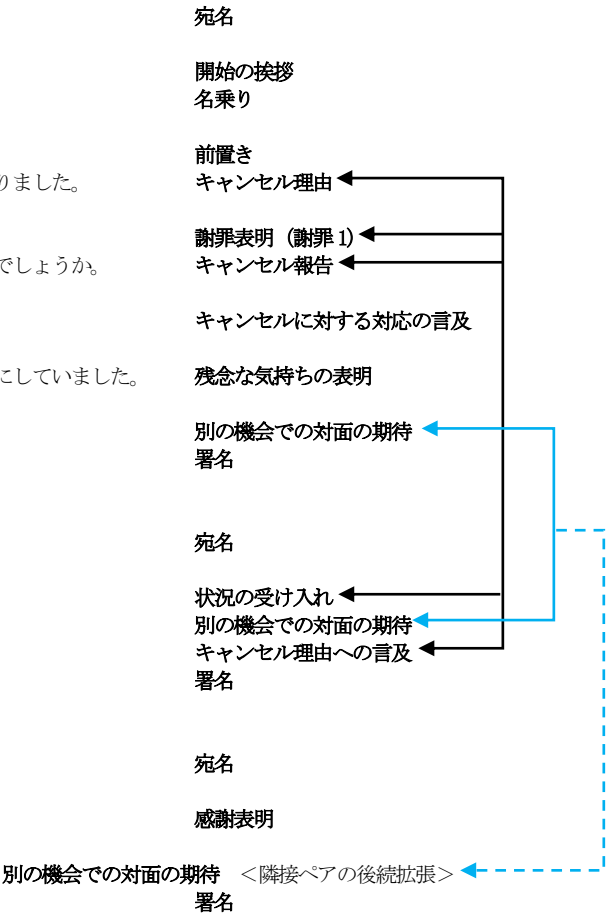 宛名
開始の挨拶
名乗り
前置き
りました。 キャンセル理由
謝罪表明（謝罪1）
でしょうか。 キャンセル報告
キャンセルに対する対応の言及
にしていました。 残念な気持ちの表明
別の機会での対面の期待
署名
宛名
状況の受け入れ
別の機会での対面の期待
キャンセル理由への言及
署名
宛名
感謝表明
別の機会での対面の期待 ＜隣接ペアの後続拡張＞
署名